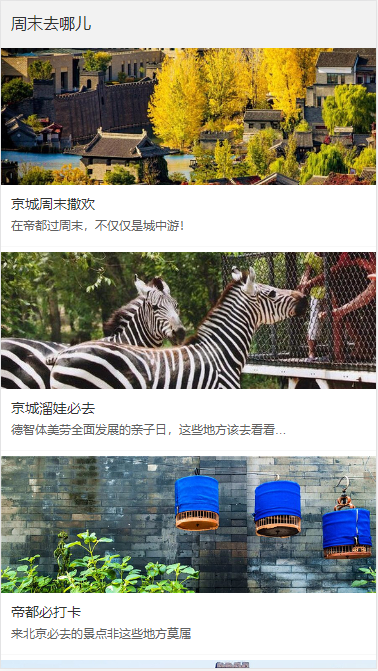 周末去哪儿
京城周末撒欢
在帝都过周末，不仅仅是城中游！
京城溜娃必去
德智体美劳全面发展的亲子日，这些地方该去看看...
帝都必打卡
来北京必去的景点非这些地方莫属